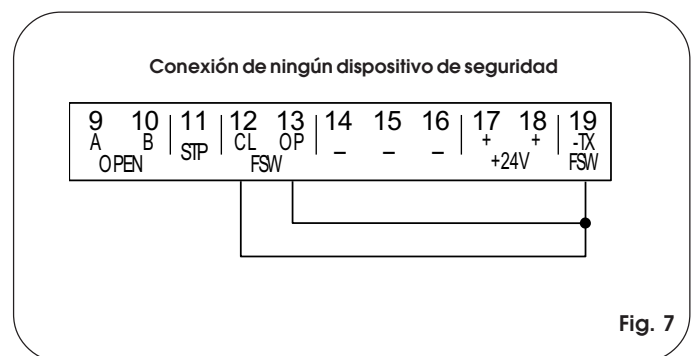 Conexión de ningún dispositivo de seguridad
9 10 11 12 13 14 15 16 17 18 19
A B STP CL OP – – – + + -TX
OPEN FSW +24V FSW
Fig. 7